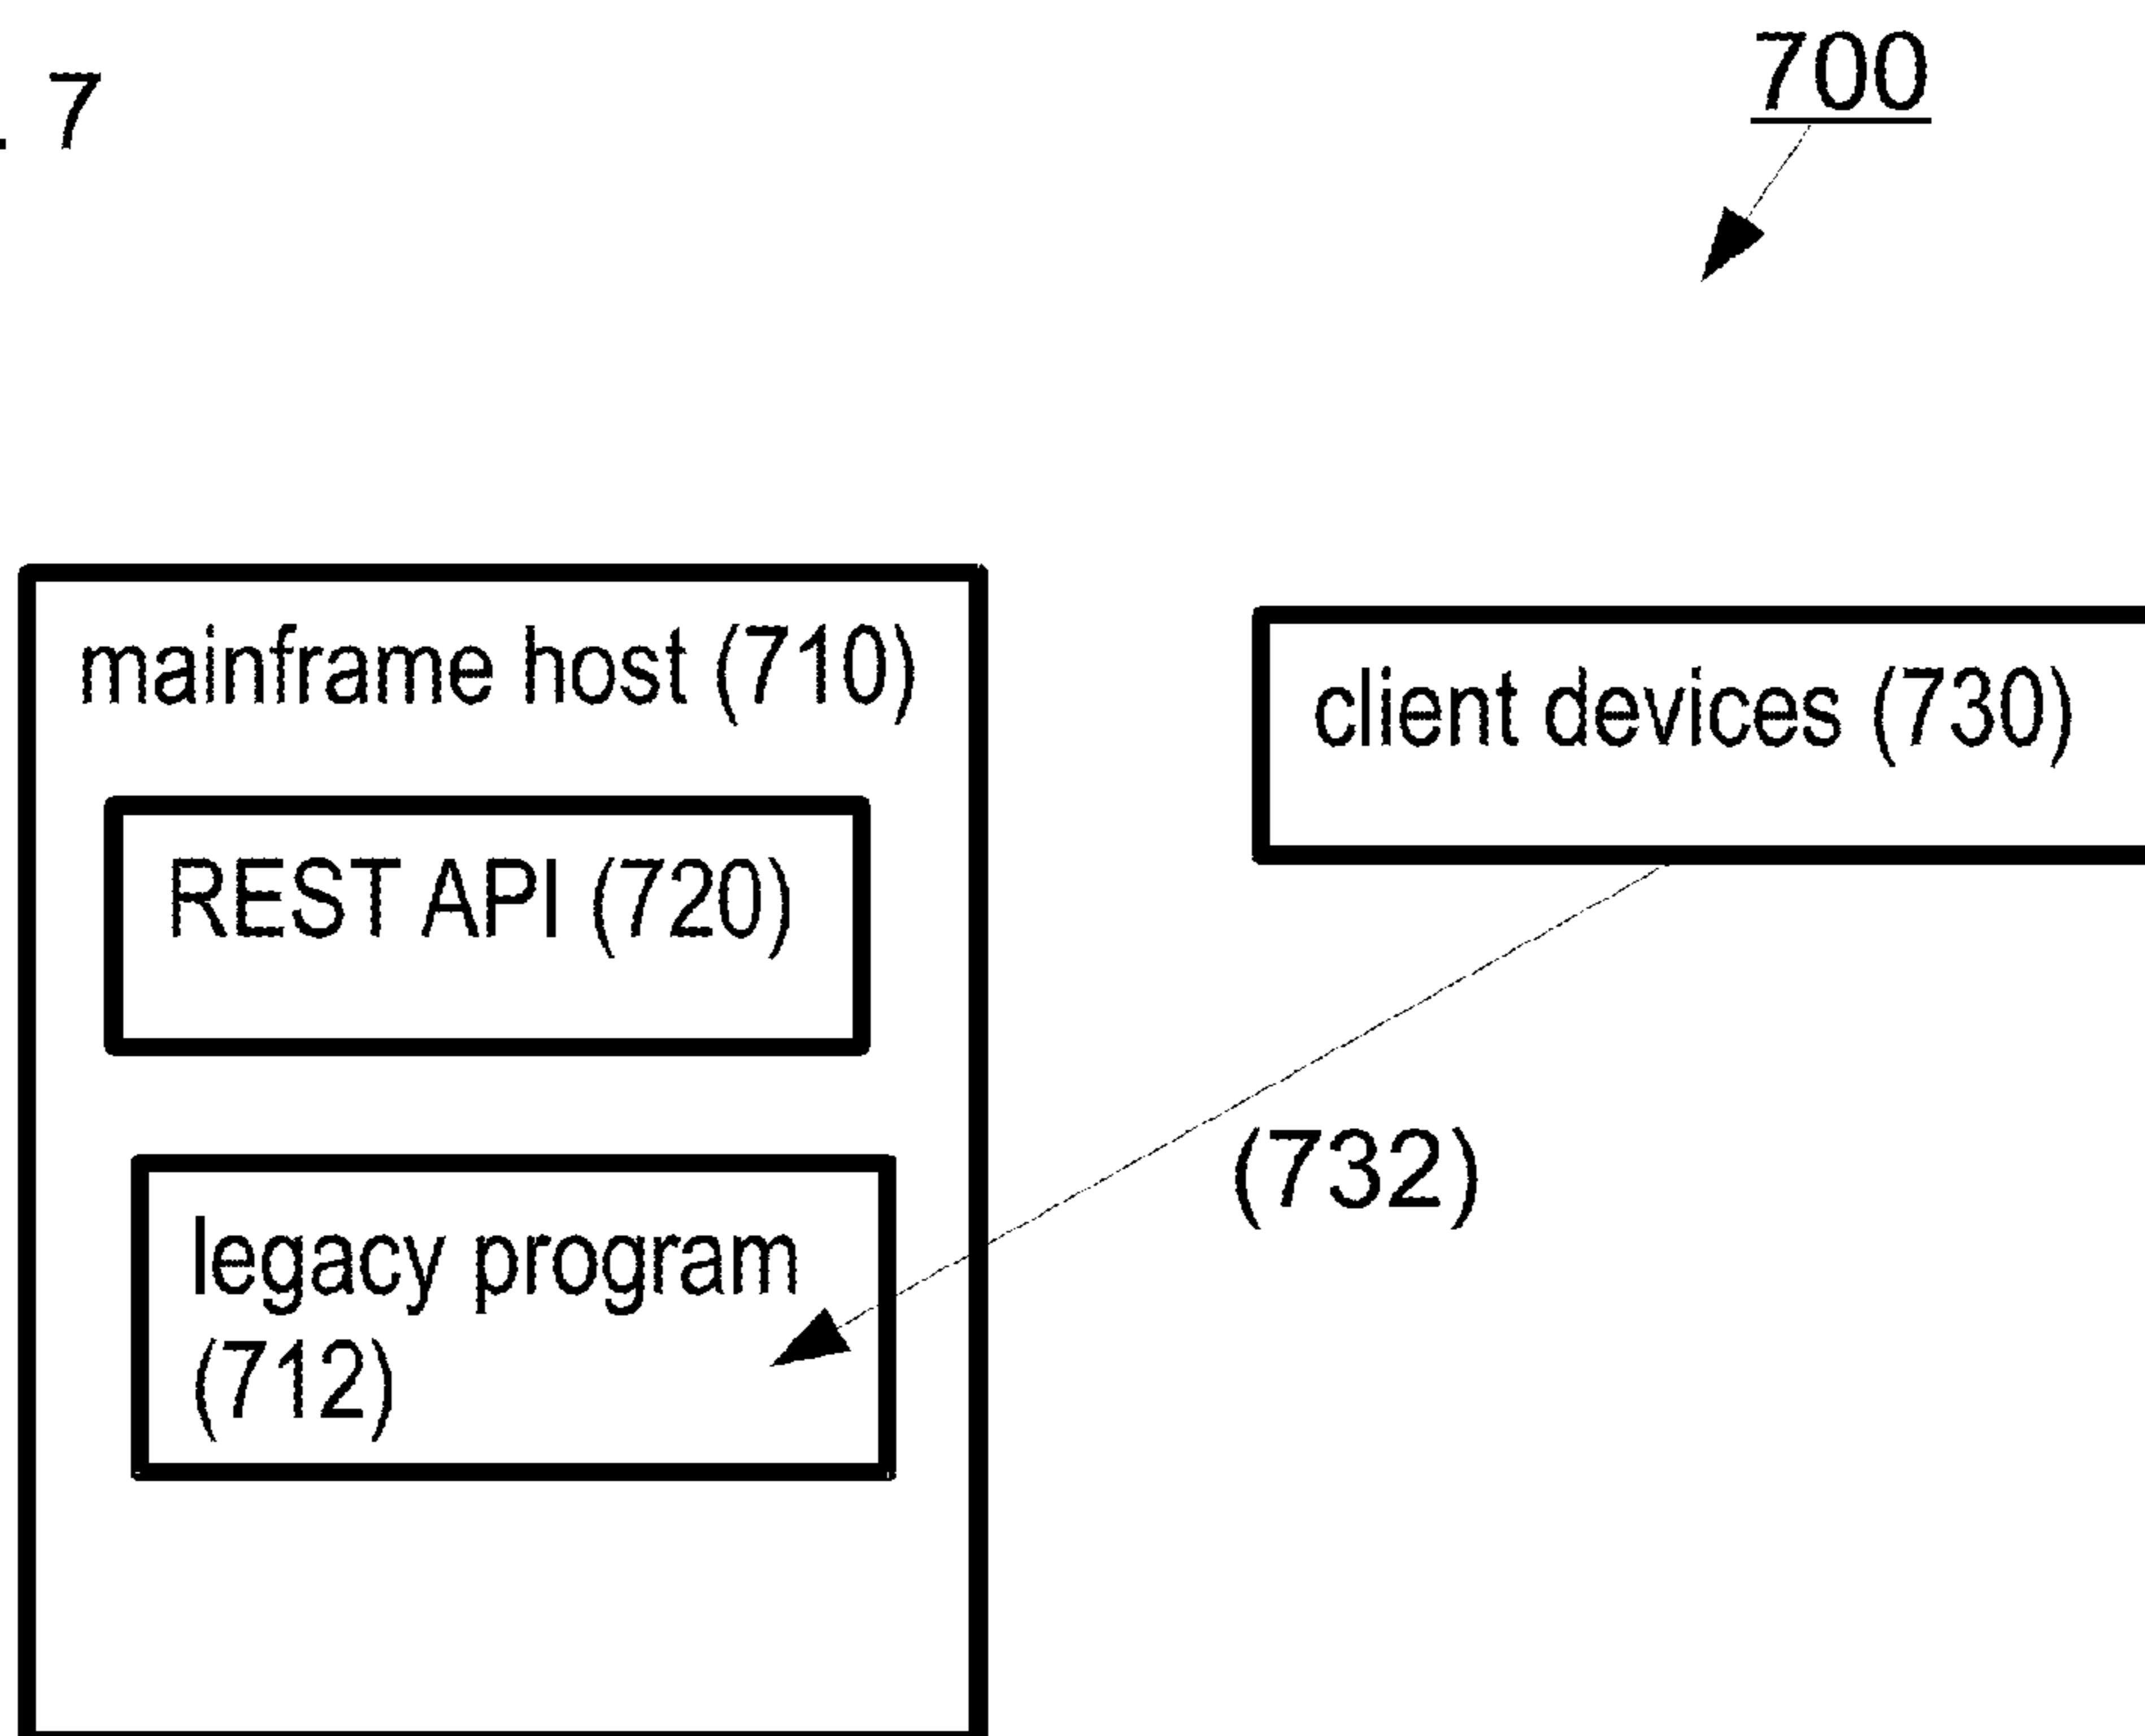 . 7
700
mainframe host (710)
client devices (730)
REST API (720)
(732)
legacy program
(712)